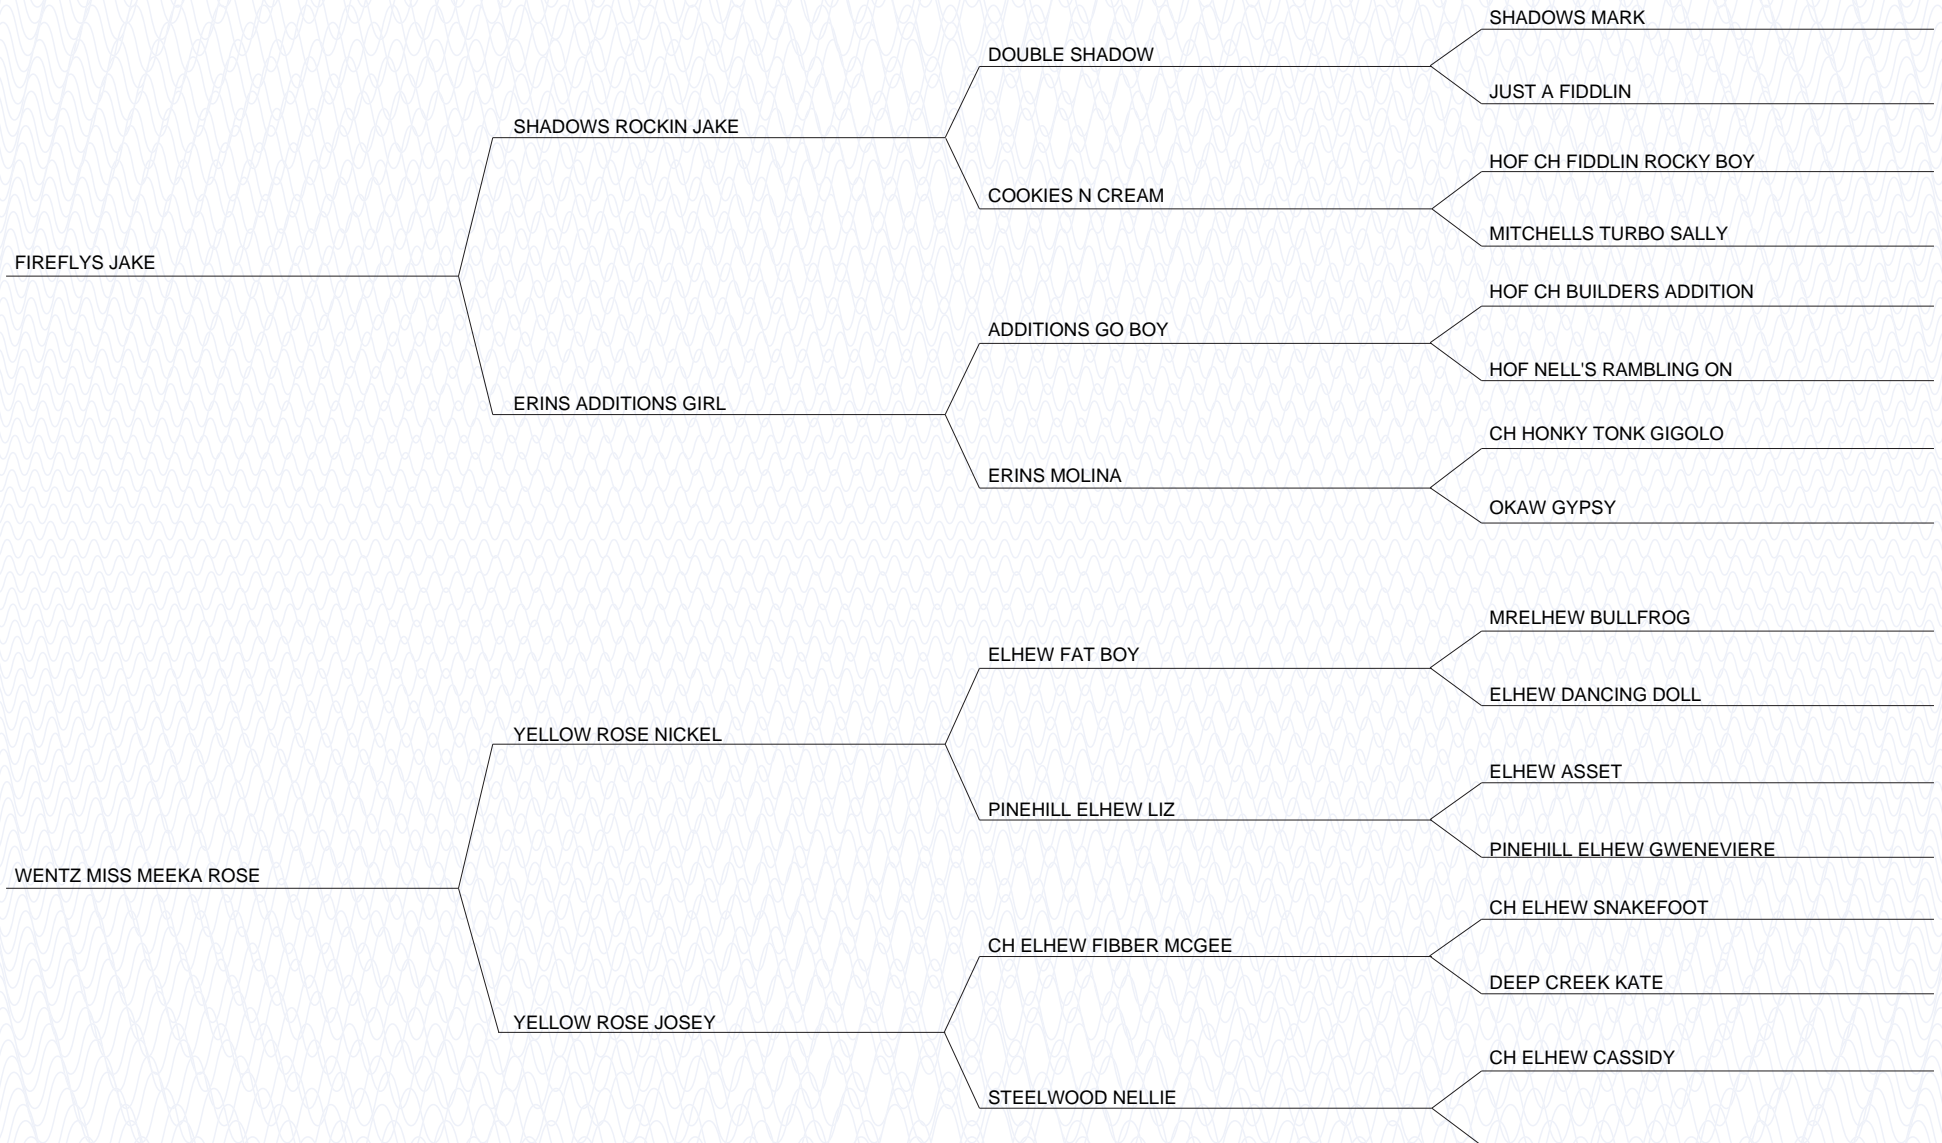 SHADOWS MARK
DOUBLE SHADOW
JUST A FIDDLIN
SHADOWS ROCKIN JAKE
HOF CH FIDDLIN ROCKY BOY
COOKIES N CREAM
MITCHELLS TURBO SALLY
FIREFLYS JAKE
HOF CH BUILDERS ADDITION
ADDITIONS GO BOY
HOF NELL'S RAMBLING ON
ERINS ADDITIONS GIRL
CH HONKY TONK GIGOLO
ERINS MOLINA
OKAW GYPSY
MRELHEW BULLFROG
ELHEW FAT BOY
ELHEW DANCING DOLL
YELLOW ROSE NICKEL
ELHEW ASSET
PINEHILL ELHEW LIZ
PINEHILL ELHEW GWENEVIERE
WENTZ MISS MEEKA ROSE
CH ELHEW SNAKEFOOT
CH ELHEW FIBBER MCGEE
DEEP CREEK KATE
YELLOW ROSE JOSEY
CH ELHEW CASSIDY
STEELWOOD NELLIE